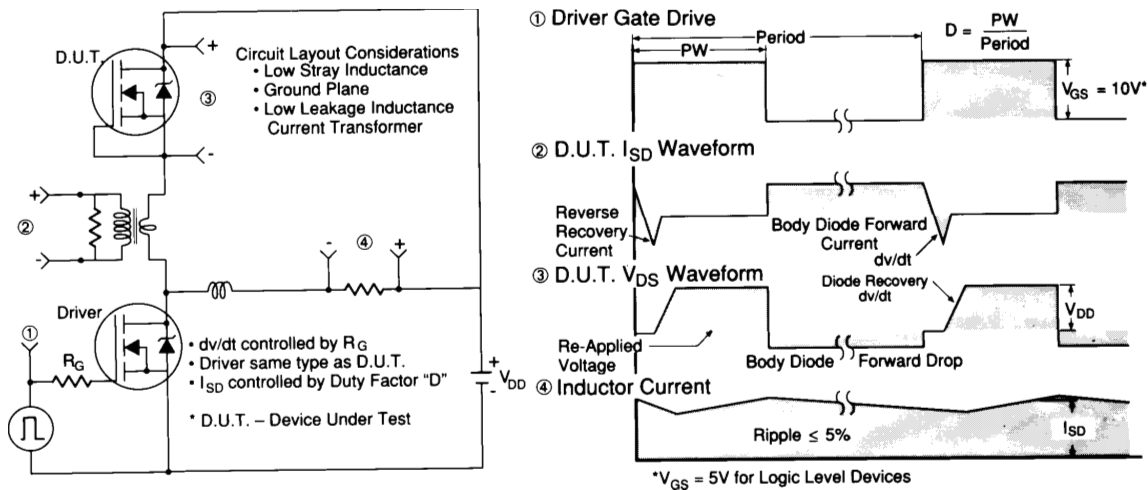 D.U.T.
+
③
-
Circuit Layout Considerations
• Low Stray Inductance
• Ground Plane
• Low Leakage Inductance
Current Transformer
+
②
-
④
-
+
Driver
①
R_G
• dv/dt controlled by R_G
• Driver same type as D.U.T.
• I_SD controlled by Duty Factor "D"
* D.U.T. – Device Under Test
+
-
V_DD
① Driver Gate Drive
Period
PW
D = PW
Period
V_GS = 10V*
② D.U.T. I_SD Waveform
Reverse
Recovery
Current
Body Diode Forward
Current
dv/dt
③ D.U.T. V_DS Waveform
Diode Recovery
dv/dt
V_DD
Re-Applied
Voltage
Body Diode Forward Drop
④ Inductor Current
Ripple ≤ 5%
I_SD
*V_GS = 5V for Logic Level Devices